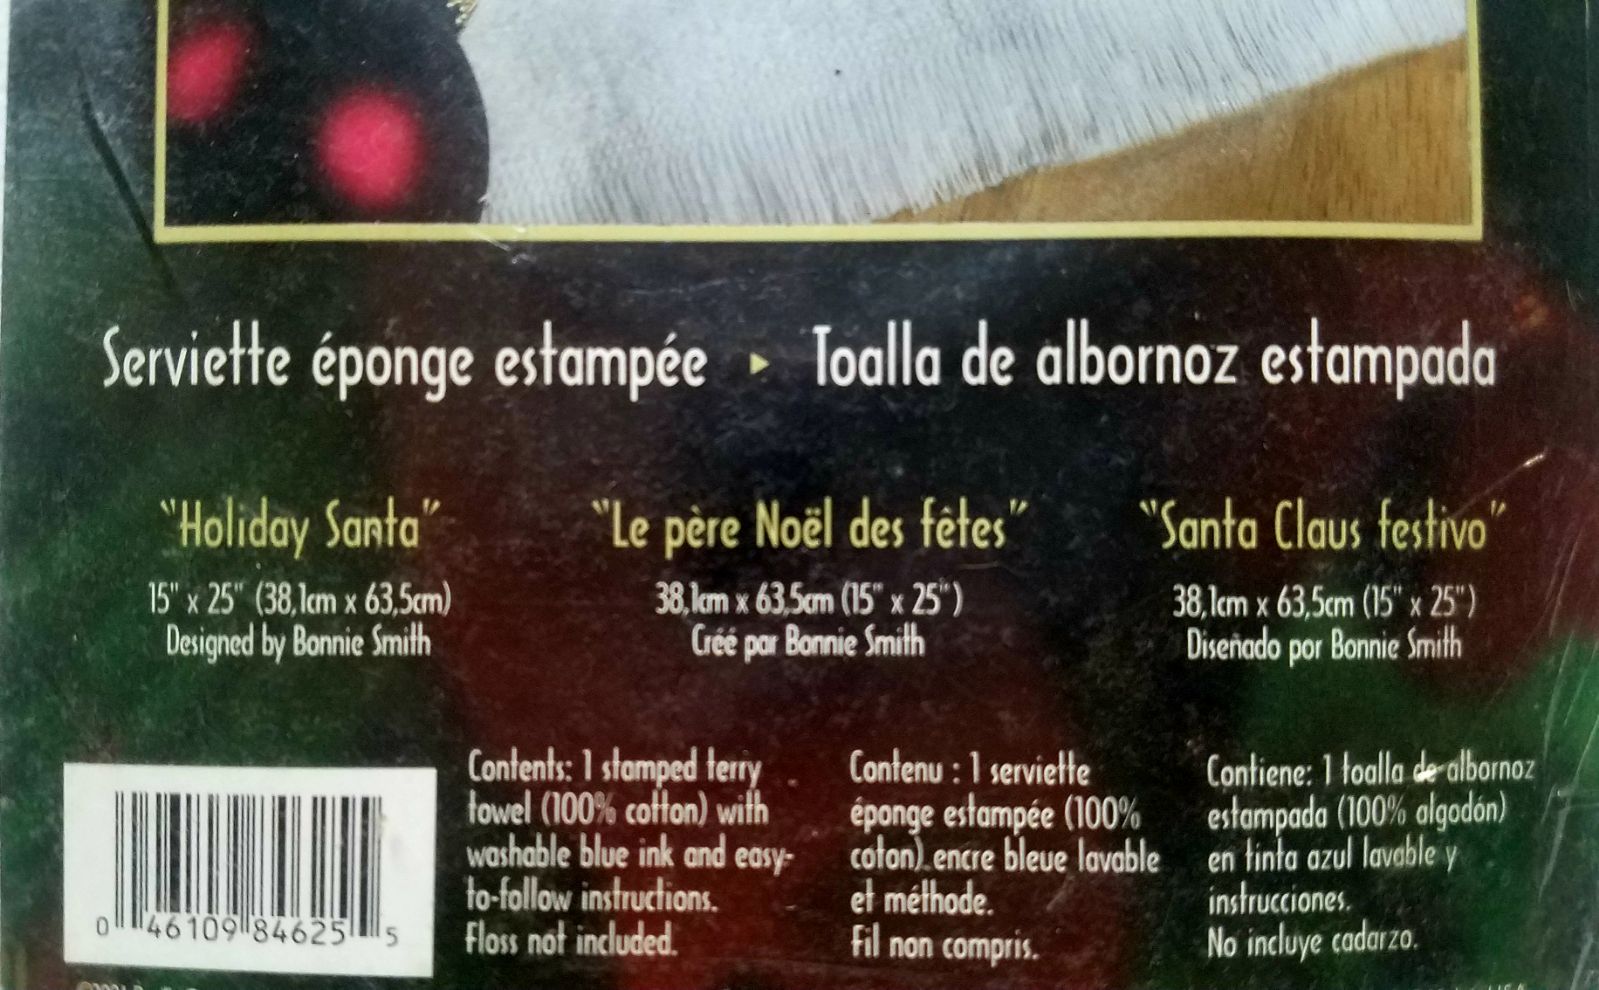 Serviette éponge estampée ▸ Toalla de albornoz estampada
"Holiday Santa"
15" x 25" (38,1cm x 63,5cm)
Designed by Bonnie Smith
"Le père Noël des fêtes"
38,1cm x 63,5cm (15" x 25")
Créé par Bonnie Smith
"Santa Claus festivo"
38,1cm x 63,5cm (15" x 25")
Diseñado por Bonnie Smith
0 46109 84625 5
Contents: 1 stamped terry
towel (100% cotton) with
washable blue ink and easy-
to-follow instructions.
Floss not included.
Contenu : 1 serviette
éponge estampée (100%
coton). encre bleue lavable
et méthode.
Fil non compris.
Contiene: 1 toalla de albornoz
estampada (100% algodón)
en tinta azul lavable y
instrucciones.
No incluye cadarzo.